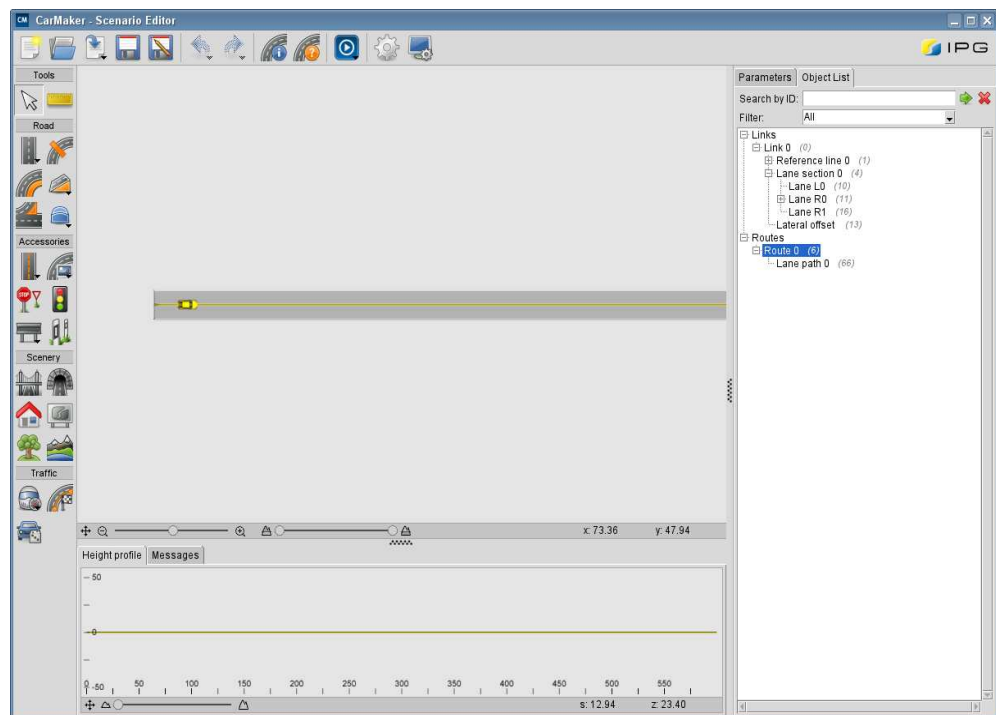 CM CarMaker - Scenario Editor
IPG
Tools
Road
Accessories
STOP
Scenery
Traffic
x: 73.36 y: 47.94
Height profile Messages
50
0
-50
0 50 100 150 200 250 300 350 400 450 500 550
s: 12.94 z: 23.40
Parameters Object List
Search by ID:
Filter: All
Links
Link 0 (0)
Reference line 0 (1)
Lane section 0 (4)
Lane L0 (10)
Lane R0 (11)
Lane R1 (16)
Lateral offset (13)
Routes
Route 0 (6)
Lane path 0 (66)